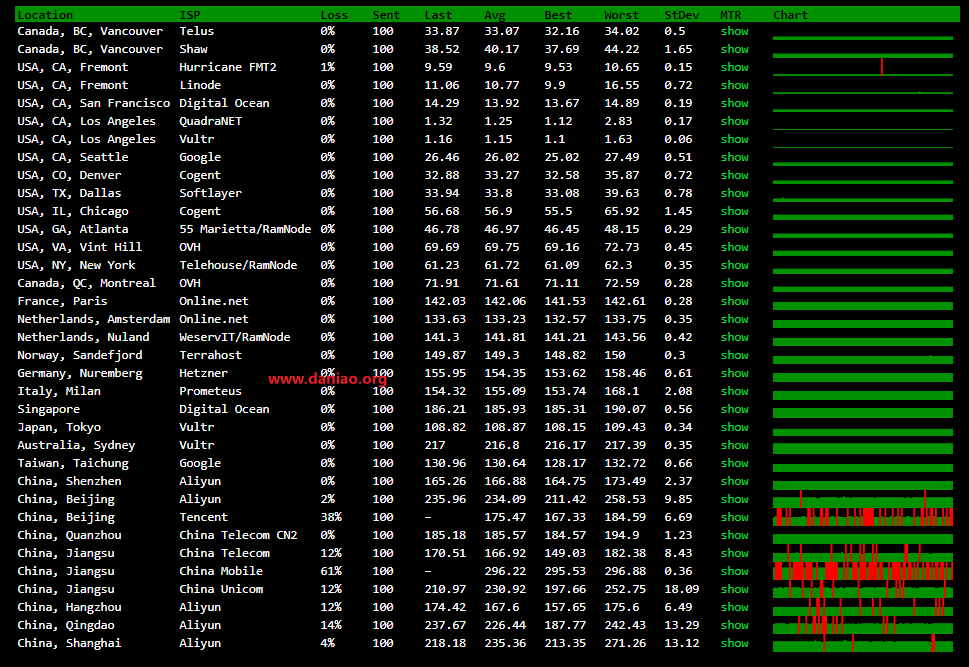 Location ISP Loss Sent Last Avg Best Worst StDev MTR Chart
Canada, BC, Vancouver Telus 0% 100 33.87 33.07 32.16 34.02 0.5 show
Canada, BC, Vancouver Shaw 0% 100 38.52 40.17 37.69 44.22 1.65 show
USA, CA, Fremont Hurricane FMT2 1% 100 9.59 9.6 9.53 10.65 0.15 show
USA, CA, Fremont Linode 0% 100 11.06 10.77 9.9 16.55 0.72 show
USA, CA, San Francisco Digital Ocean 0% 100 14.29 13.92 13.67 14.89 0.19 show
USA, CA, Los Angeles QuadraNET 0% 100 1.32 1.25 1.12 2.83 0.17 show
USA, CA, Los Angeles Vultr 0% 100 1.16 1.15 1.1 1.63 0.06 show
USA, CA, Seattle Google 0% 100 26.46 26.02 25.02 27.49 0.51 show
USA, CO, Denver Cogent 0% 100 32.88 33.27 32.58 35.87 0.72 show
USA, TX, Dallas Softlayer 0% 100 33.94 33.8 33.08 39.63 0.78 show
USA, IL, Chicago Cogent 0% 100 56.68 56.9 55.5 65.92 1.45 show
USA, GA, Atlanta 55 Marietta/RamNode 0% 100 46.78 46.97 46.45 48.15 0.29 show
USA, VA, Vint Hill OVH 0% 100 69.69 69.75 69.16 72.73 0.45 show
USA, NY, New York Telehouse/RamNode 0% 100 61.23 61.72 61.09 62.3 0.35 show
Canada, QC, Montreal OVH 0% 100 71.91 71.61 71.11 72.59 0.28 show
France, Paris Online.net 0% 100 142.03 142.06 141.53 142.61 0.28 show
Netherlands, Amsterdam Online.net 0% 100 133.63 133.23 132.57 133.75 0.35 show
Netherlands, Nuland WeservIT/RamNode 0% 100 141.3 141.81 141.21 143.56 0.42 show
Norway, Sandefjord Terrahost 0% 100 149.87 149.3 148.82 150 0.3 show
Germany, Nuremberg Hetzner 0% 100 155.95 154.35 153.62 158.46 0.61 show
www.daniao.org
Italy, Milan Prometeus 0% 100 154.32 155.09 153.74 168.1 2.08 show
Singapore Digital Ocean 0% 100 186.21 185.93 185.31 190.07 0.56 show
Japan, Tokyo Vultr 0% 100 108.82 108.87 108.15 109.43 0.34 show
Australia, Sydney Vultr 0% 100 217 216.8 216.17 217.39 0.35 show
Taiwan, Taichung Google 0% 100 130.96 130.64 128.17 132.72 0.66 show
China, Shenzhen Aliyun 0% 100 165.26 166.88 164.75 173.49 2.37 show
China, Beijing Aliyun 2% 100 235.96 234.09 211.42 258.53 9.85 show
China, Beijing Tencent 38% 100 – 175.47 167.33 184.59 6.69 show
China, Quanzhou China Telecom CN2 0% 100 185.18 185.57 184.57 194.9 1.23 show
China, Jiangsu China Telecom 12% 100 170.51 166.92 149.03 182.38 8.43 show
China, Jiangsu China Mobile 61% 100 – 296.22 295.53 296.88 0.36 show
China, Jiangsu China Unicom 12% 100 210.97 230.92 197.66 252.75 18.09 show
China, Hangzhou Aliyun 12% 100 174.42 167.6 157.65 175.6 6.49 show
China, Qingdao Aliyun 14% 100 237.67 226.44 187.77 242.43 13.29 show
China, Shanghai Aliyun 4% 100 218.18 235.36 213.35 271.26 13.12 show